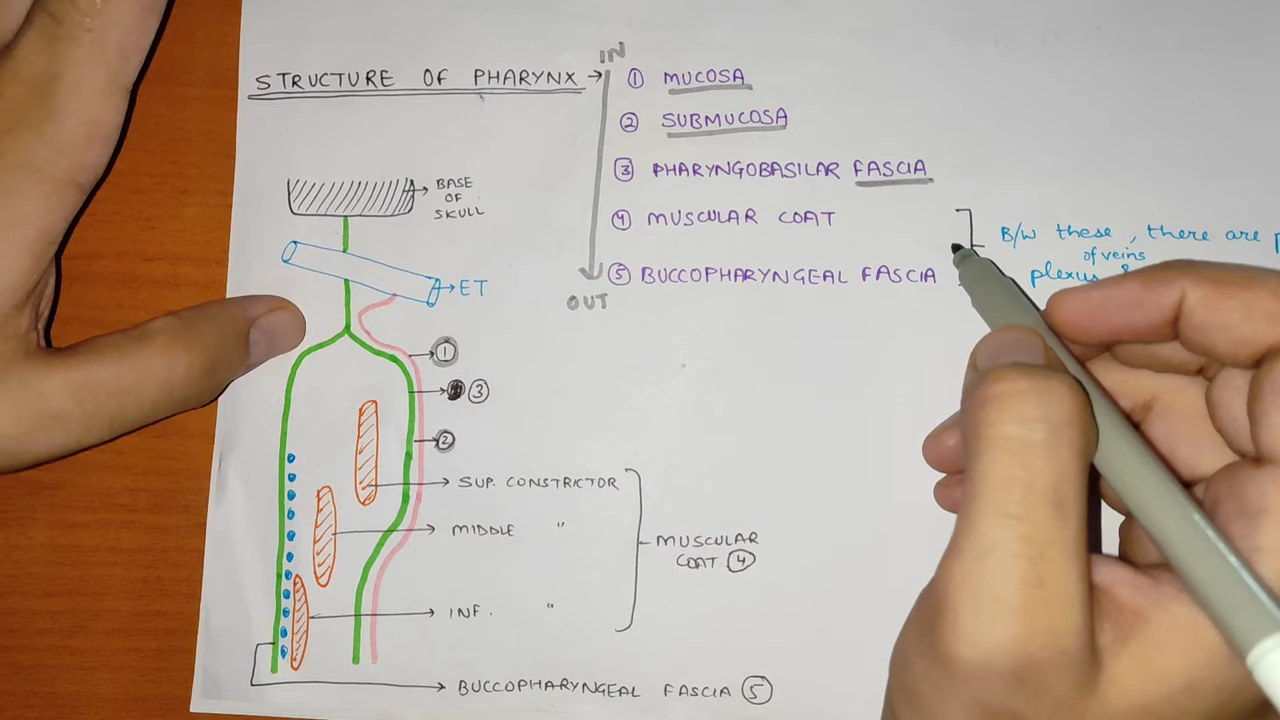 STRUCTURE OF PHARYNX →
IN
① MUCOSA
② SUBMUCOSA
③ PHARYNGOBASILAR FASCIA
④ MUSCULAR COAT
⑤ BUCCOPHARYNGEAL FASCIA
OUT
B/W these, there are
of veins
plexus &
BASE
OF
SKULL
ET
①
③
②
SUP. CONSTRICTOR
MIDDLE "
INF. "
MUSCULAR
COAT ④
BUCCOPHARYNGEAL FASCIA ⑤